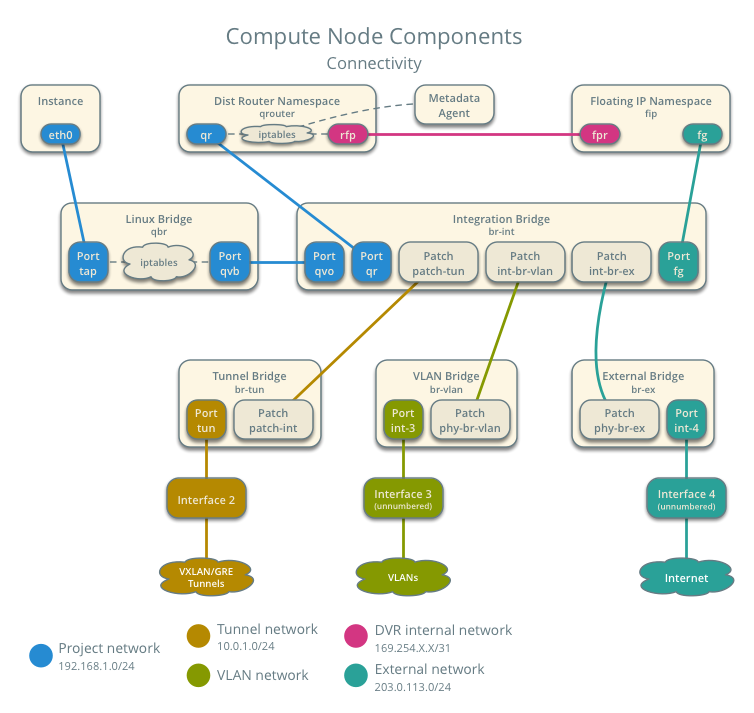 Compute Node Components
Connectivity
Instance
eth0
Dist Router Namespace
qrouter
qr
iptables
rfp
Metadata
Agent
Floating IP Namespace
fip
fpr
fg
Linux Bridge
qbr
Port
tap
iptables
Port
qvb
Integration Bridge
br-int
Port
qvo
Port
qr
Patch
patch-tun
Patch
int-br-vlan
Patch
int-br-ex
Port
fg
Tunnel Bridge
br-tun
Port
tun
Patch
patch-int
VLAN Bridge
br-vlan
Port
int-3
Patch
phy-br-vlan
External Bridge
br-ex
Patch
phy-br-ex
Port
int-4
Interface 2
Interface 3
(unnumbered)
Interface 4
(unnumbered)
VXLAN/GRE
Tunnels
VLANs
Internet
Project network
192.168.1.0/24
Tunnel network
10.0.1.0/24
VLAN network
DVR internal network
169.254.X.X/31
External network
203.0.113.0/24